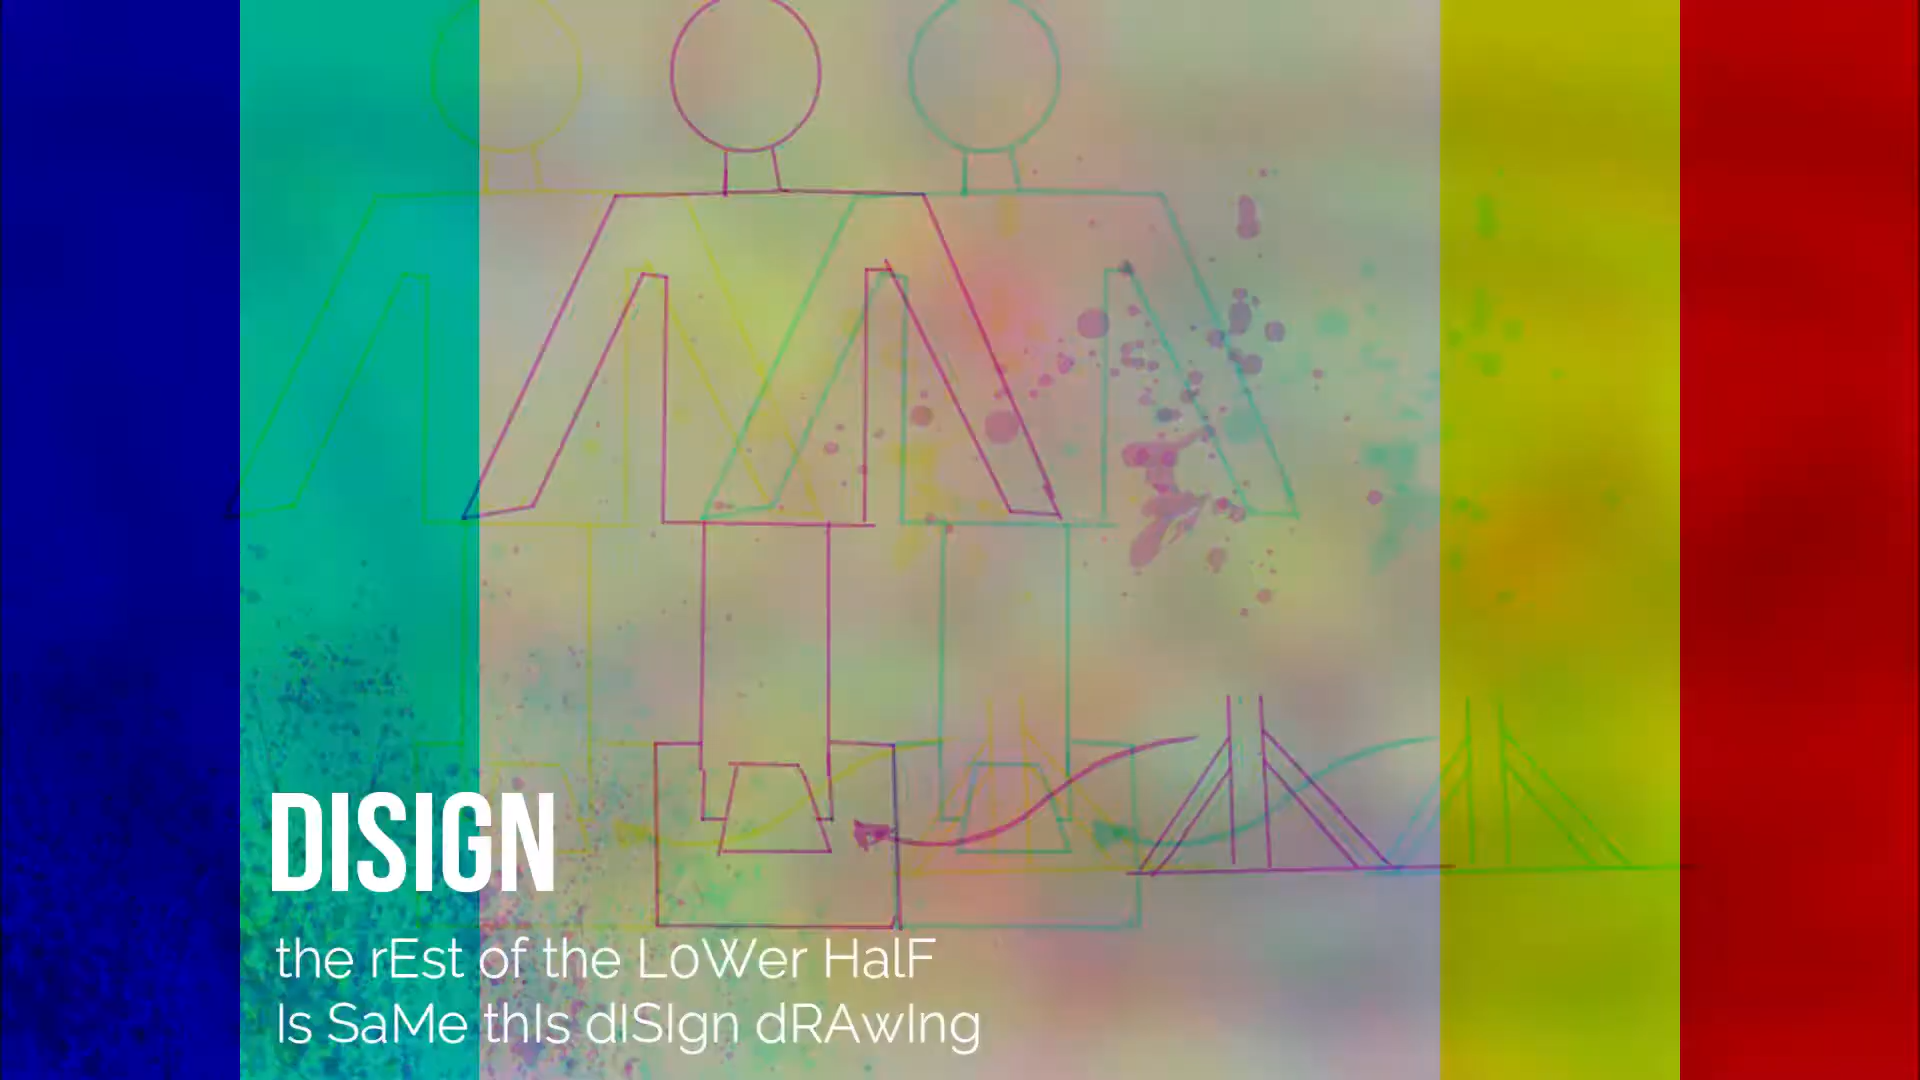 DISIGN
the rEst of the LoWer HalF
Is SaMe thIs dISIgn dRAwIng